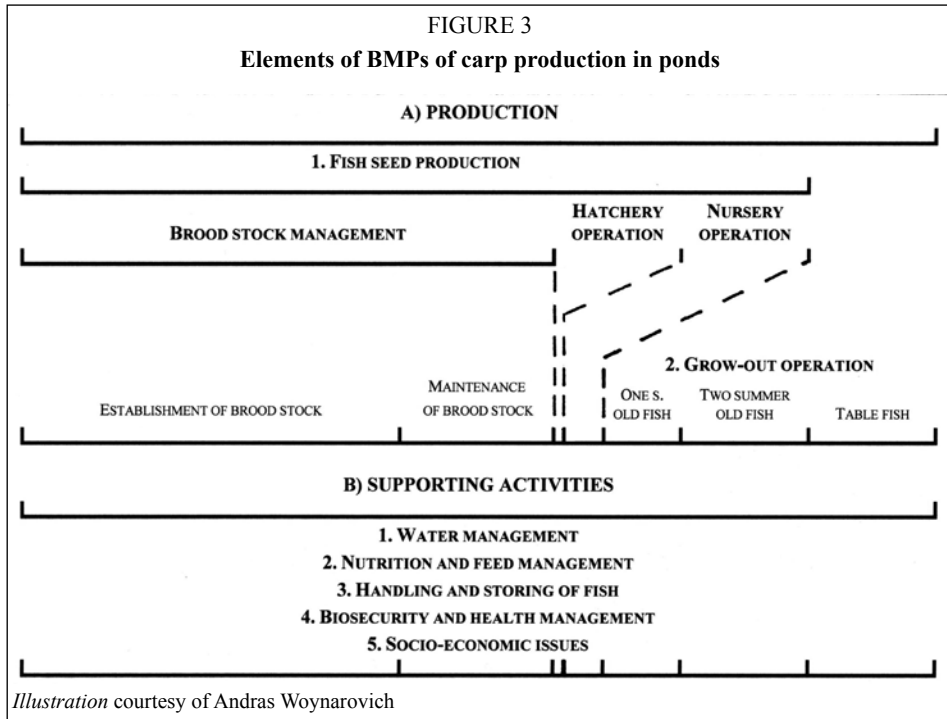 FIGURE 3
Elements of BMPs of carp production in ponds
A) PRODUCTION
1. FISH SEED PRODUCTION
BROOD STOCK MANAGEMENT
HATCHERY
OPERATION
NURSERY
OPERATION
2. GROW-OUT OPERATION
ESTABLISHMENT OF BROOD STOCK
MAINTENANCE
OF BROOD STOCK
ONE S.
OLD FISH
TWO SUMMER
OLD FISH
TABLE FISH
B) SUPPORTING ACTIVITIES
1. WATER MANAGEMENT
2. NUTRITION AND FEED MANAGEMENT
3. HANDLING AND STORING OF FISH
4. BIOSECURITY AND HEALTH MANAGEMENT
5. SOCIO-ECONOMIC ISSUES
Illustration courtesy of Andras Woynarovich